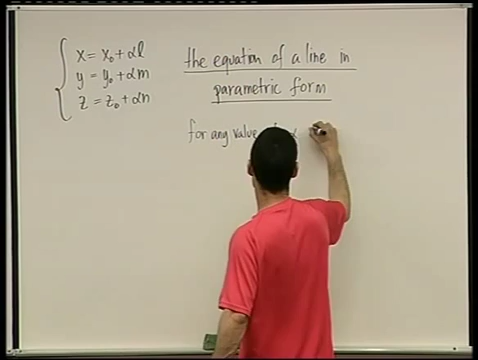 x = x₀ + αl
y = y₀ + αm
z = z₀ + αn
the equation of a line in
parametric form
for any value α